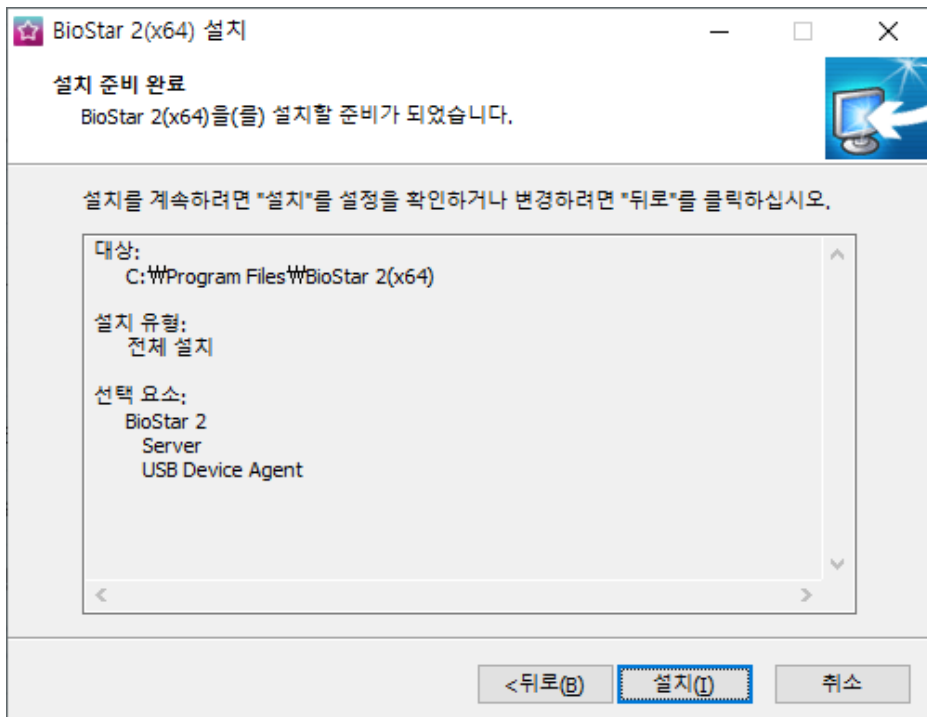 BioStar 2(x64) 설치
설치 준비 완료
BioStar 2(x64)을(를) 설치할 준비가 되었습니다.
설치를 계속하려면 "설치"를 설정을 확인하거나 변경하려면 "뒤로"를 클릭하십시오.
대상:
C:₩Program Files₩BioStar 2(x64)
설치 유형:
전체 설치
선택 요소:
BioStar 2
Server
USB Device Agent
<뒤로(B)
설치(I)
취소